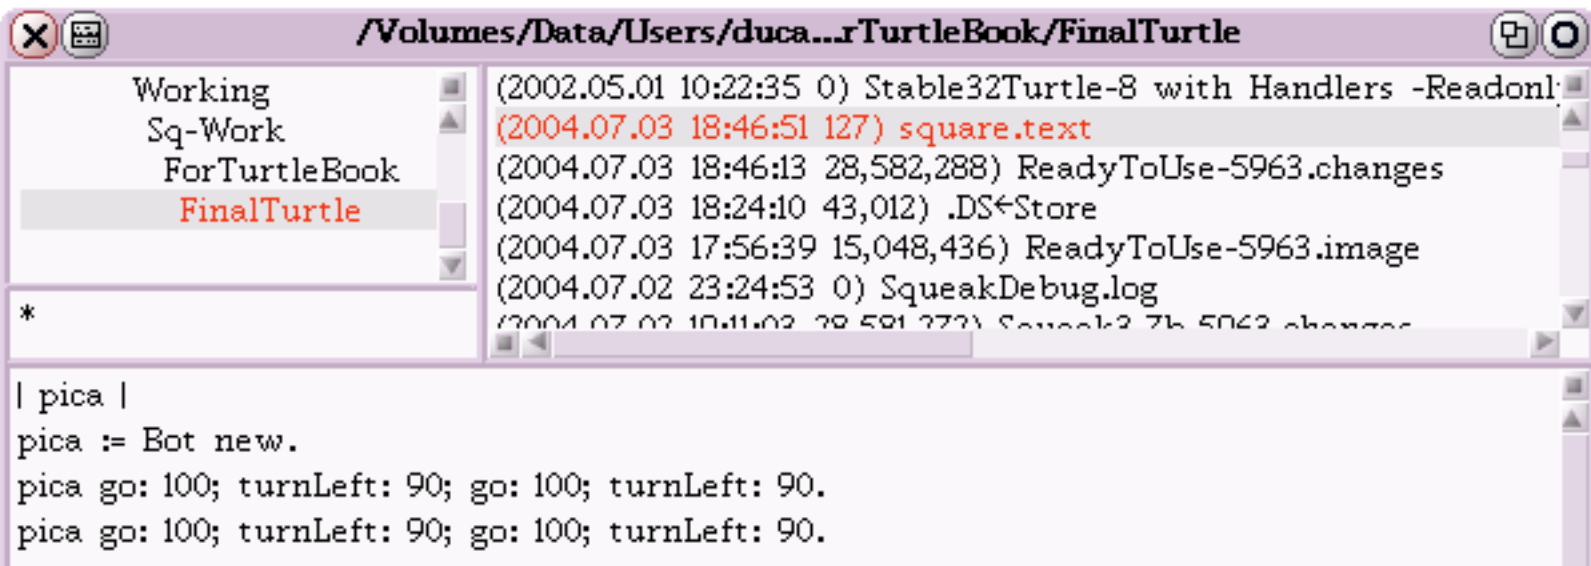 /Volumes/Data/Users/duca...rTurtleBook/FinalTurtle
Working
Sq-Work
ForTurtleBook
FinalTurtle
*
(2002.05.01 10:22:35 0) Stable32Turtle-8 with Handlers -Readonl
(2004.07.03 18:46:51 127) square.text
(2004.07.03 18:46:13 28,582,288) ReadyToUse-5963.changes
(2004.07.03 18:24:10 43,012) .DS←Store
(2004.07.03 17:56:39 15,048,436) ReadyToUse-5963.image
(2004.07.02 23:24:53 0) SqueakDebug.log
| pica |
pica := Bot new.
pica go: 100; turnLeft: 90; go: 100; turnLeft: 90.
pica go: 100; turnLeft: 90; go: 100; turnLeft: 90.